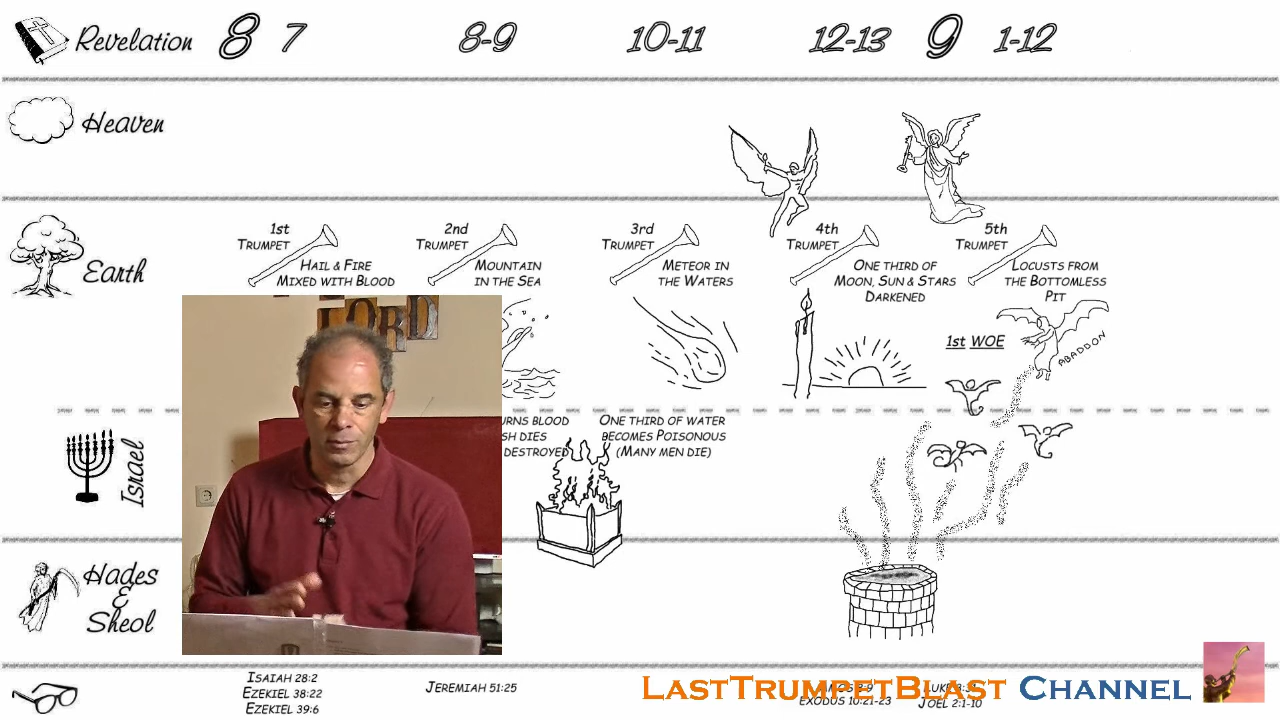 Revelation 8 7 8-9 10-11 12-13 9 1-12
Heaven
Earth
1st
TRUMPET
HAIL & FIRE
MIXED WITH BLOOD
2nd
TRUMPET
MOUNTAIN
IN THE SEA
3rd
TRUMPET
METEOR IN
THE WATERS
4th
TRUMPET
ONE THIRD OF
MOON, SUN & STARS
DARKENED
5th
TRUMPET
LOCUSTS FROM
THE BOTTOMLESS
PIT
LORD
1st WOE
ABADDON
BLOOD
DIES
DESTROYED
ONE THIRD OF WATER
BECOMES POISONOUS
(MANY MEN DIE)
Israel
Hades
&
Sheol
ISAIAH 28:2
EZEKIEL 38:22
EZEKIEL 39:6
JEREMIAH 51:25
EXODUS 10:21-23
JOEL 2:1-10
LASTTRUMPETBLAST CHANNEL